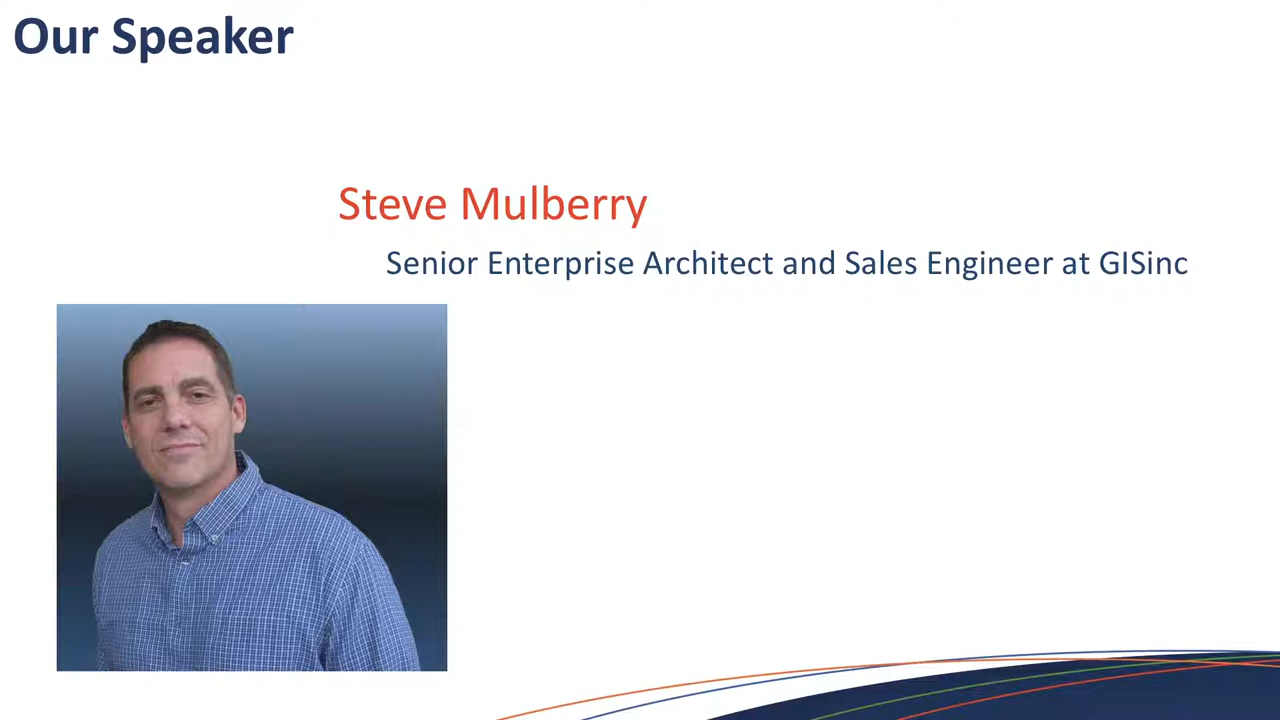 Our Speaker
Steve Mulberry
Senior Enterprise Architect and Sales Engineer at GISinc